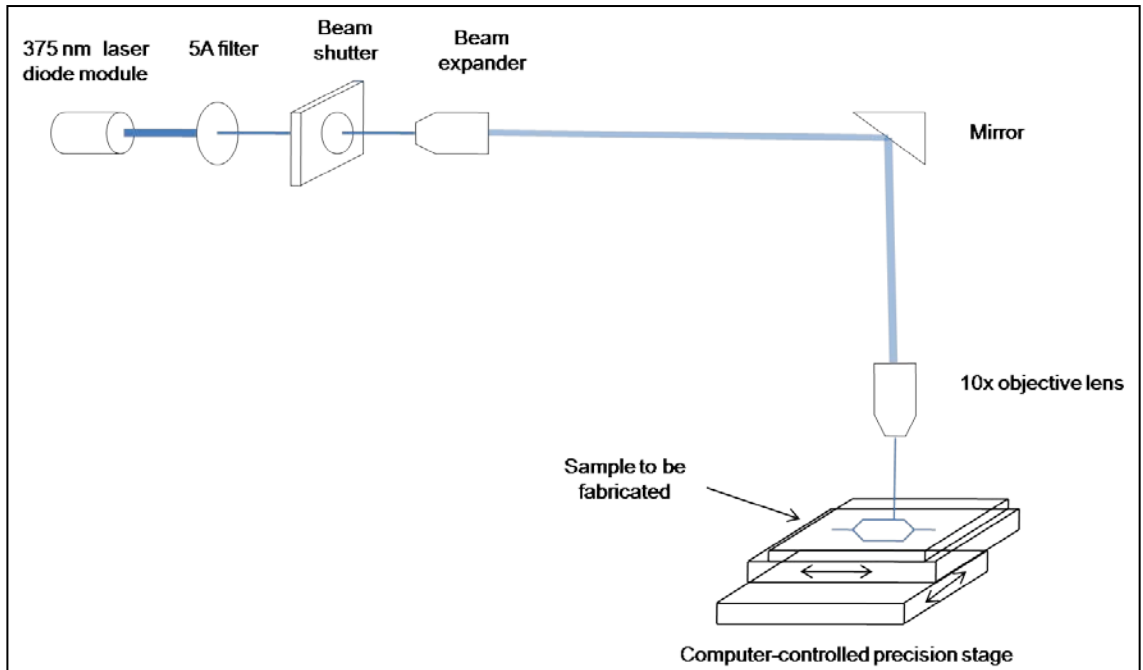 375 nm laser
diode module
5A filter
Beam
shutter
Beam
expander
Mirror
10x objective lens
Sample to be
fabricated
Computer-controlled precision stage